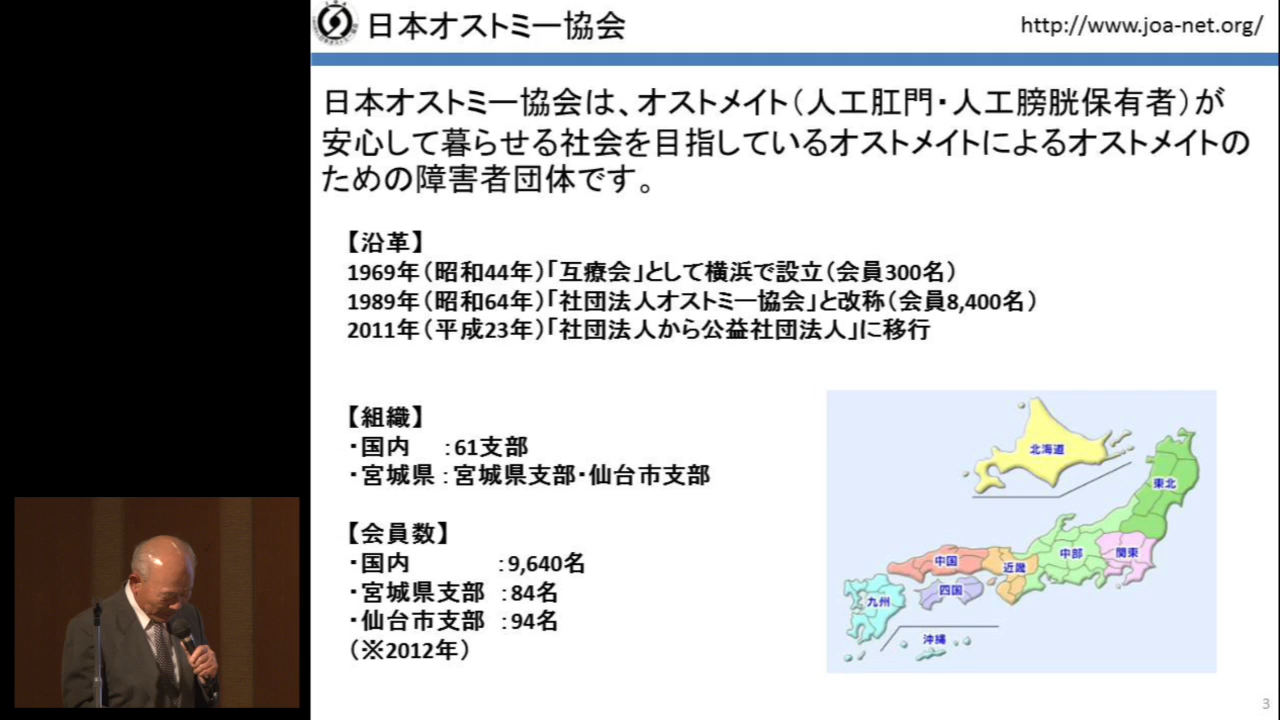 日本オストミー協会
http://www.joa-net.org/
日本オストミー協会は、オストメイト（人工肛門・人工膀胱保有者）が
安心して暮らせる社会を目指しているオストメイトによるオストメイトの
ための障害者団体です。
【沿革】
1969年（昭和44年）「互療会」として横浜で設立（会員300名）
1989年（昭和64年）「社団法人オストミー協会」と改称（会員8,400名）
2011年（平成23年）「社団法人から公益社団法人」に移行
【組織】
・国内　：61支部
・宮城県：宮城県支部・仙台市支部
【会員数】
・国内　　　：9,640名
・宮城県支部 ：84名
・仙台市支部 ：94名
（※2012年）
北海道
東北
関東
中部
近畿
中国
四国
九州
沖縄
3